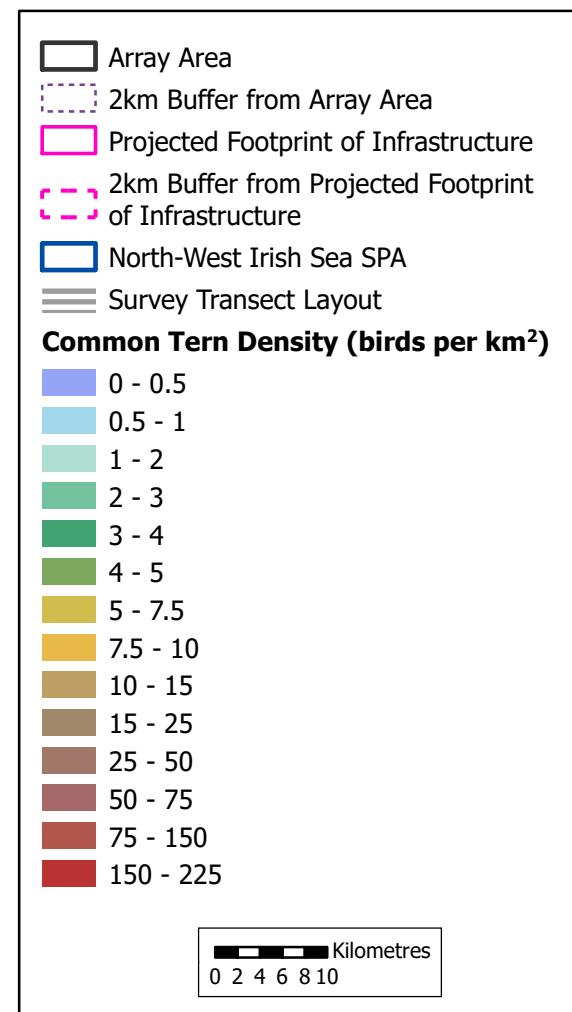 Array Area
2km Buffer from Array Area
Projected Footprint of Infrastructure
2km Buffer from Projected Footprint
of Infrastructure
North-West Irish Sea SPA
Survey Transect Layout
Common Tern Density (birds per km²)
0 - 0.5
0.5 - 1
1 - 2
2 - 3
3 - 4
4 - 5
5 - 7.5
7.5 - 10
10 - 15
15 - 25
25 - 50
50 - 75
75 - 150
150 - 225
Kilometres
0 2 4 6 8 10